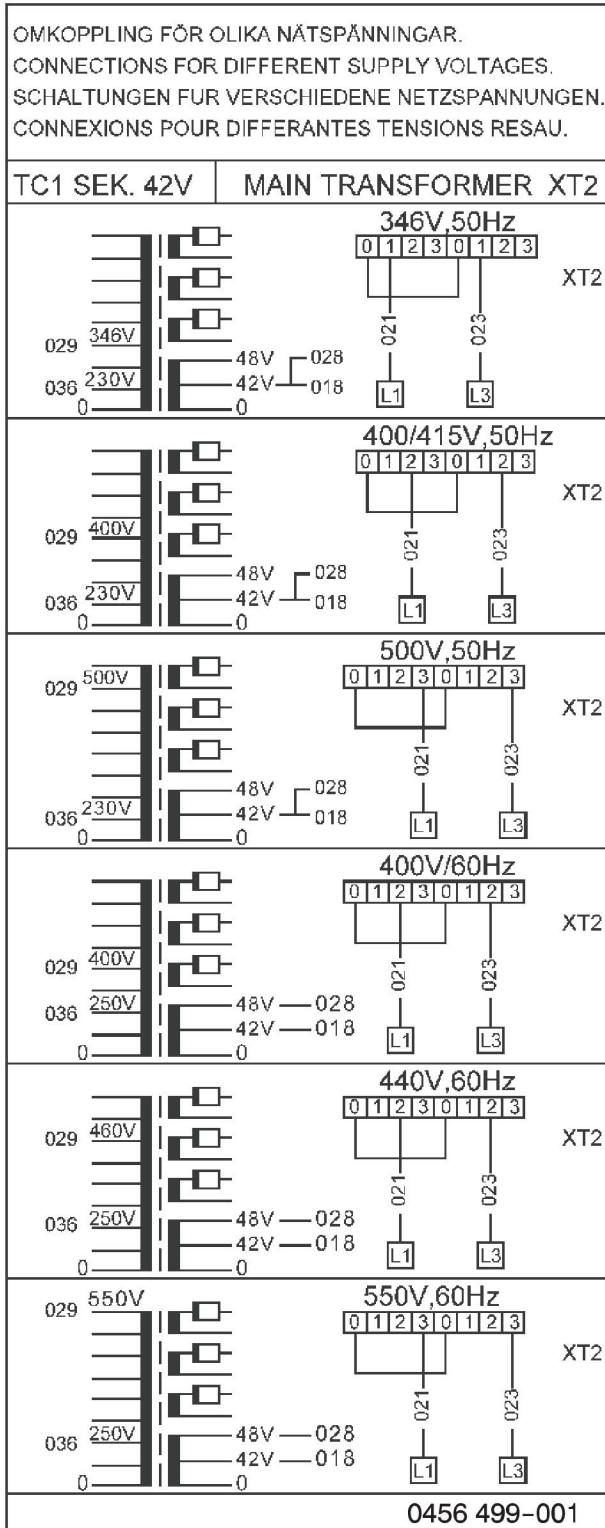 OMKOPPLING FÖR OLIKA NÄTSPÄNNINGAR.
CONNECTIONS FOR DIFFERENT SUPPLY VOLTAGES.
SCHALTUNGEN FUR VERSCHIEDENE NETZSPANNUNGEN.
CONNEXIONS POUR DIFFERANTES TENSIONS RESAU.
TC1 SEK. 42V MAIN TRANSFORMER XT2
346V,50Hz
0 1 2 3 0 1 2 3
XT2
021 023
029 346V
48V 028
036 230V 42V 018
L1 L3
0 0
400/415V,50Hz
0 1 2 3 0 1 2 3
XT2
029 400V
021 023
48V 028
036 230V 42V 018
L1 L3
0 0
500V,50Hz
029 500V
0 1 2 3 0 1 2 3
XT2
021 023
48V 028
036 230V 42V 018
L1 L3
0 0
400V/60Hz
0 1 2 3 0 1 2 3
XT2
029 400V
021 023
036 250V 48V 028
42V 018
L1 L3
0 0
440V,60Hz
0 1 2 3 0 1 2 3
029 460V
XT2
021 023
036 250V 48V 028
42V 018
L1 L3
0 0
550V,60Hz
029 550V
0 1 2 3 0 1 2 3
XT2
021 023
036 250V 48V 028
42V 018
L1 L3
0 0
0456 499-001